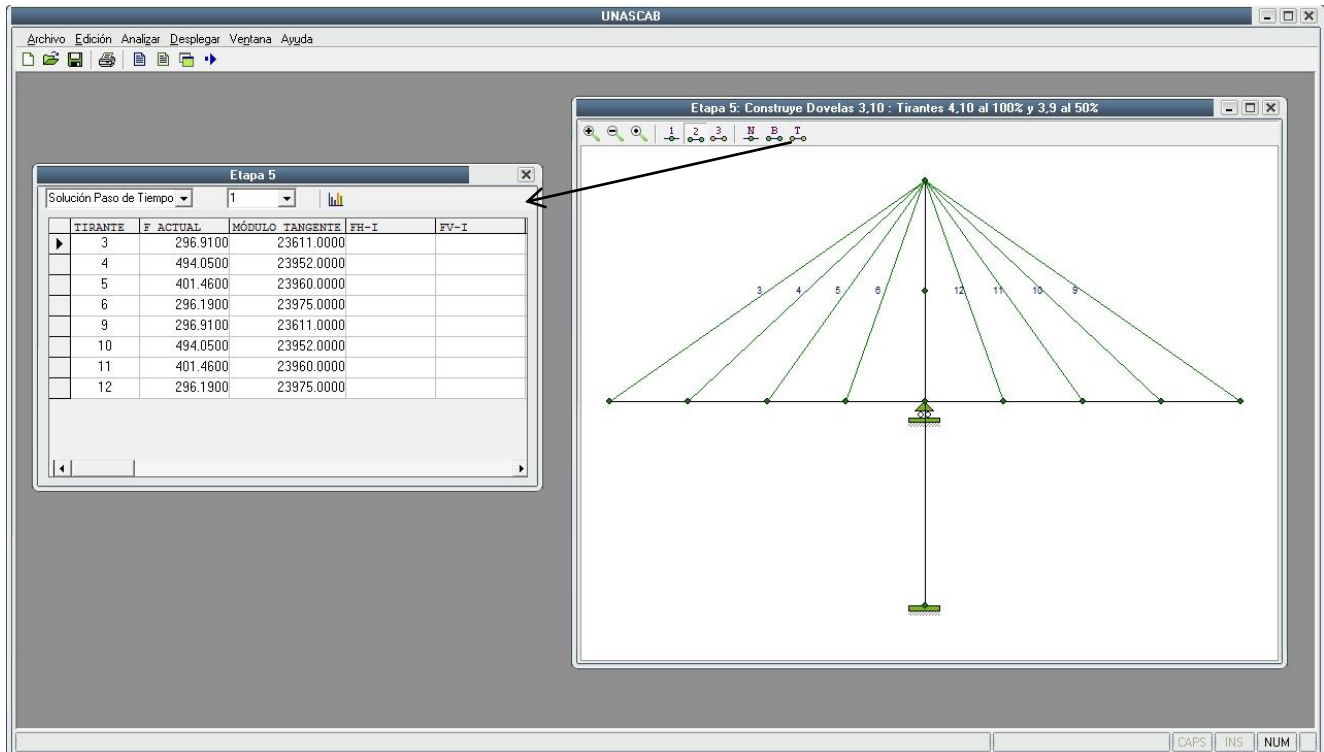 UNASCAB
Archivo Edición Analizar Desplegar Ventana Ayuda
Etapa 5: Construye Dovelas 3,10 : Tirantes 4,10 al 100% y 3,9 al 50%
1 2 3 N B T
Etapa 5
Solución Paso de Tiempo 1
TIRANTE F ACTUAL MÓDULO TANGENTE FH-I FV-I
3 296.9100 23611.0000
4 494.0500 23952.0000
5 401.4600 23960.0000
6 296.1900 23975.0000
9 296.9100 23611.0000
10 494.0500 23952.0000
11 401.4600 23960.0000
12 296.1900 23975.0000
3 4 5 6 12 11 10 9
CAPS INS NUM